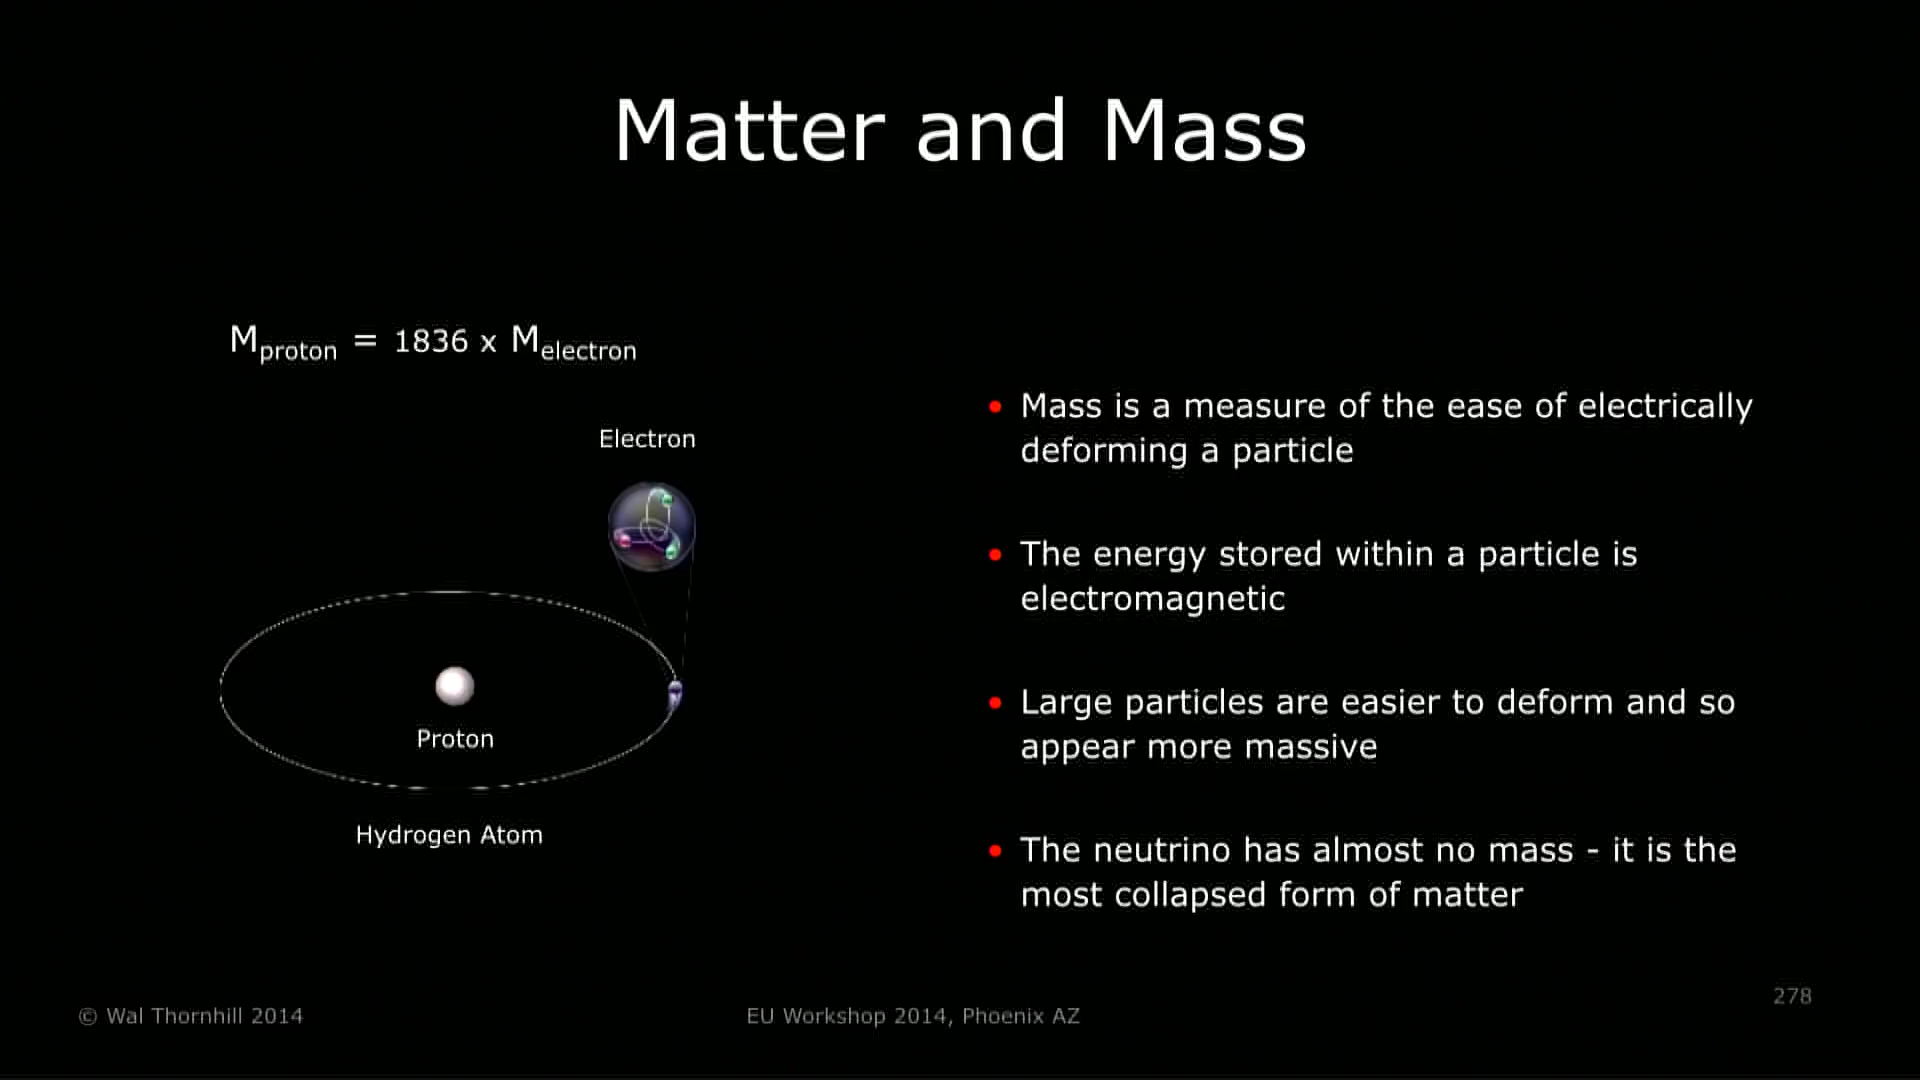 Matter and Mass
Mproton = 1836 x Melectron
Electron
Proton
Hydrogen Atom
• Mass is a measure of the ease of electrically
deforming a particle
• The energy stored within a particle is
electromagnetic
• Large particles are easier to deform and so
appear more massive
• The neutrino has almost no mass - it is the
most collapsed form of matter
© Wal Thornhill 2014
EU Workshop 2014, Phoenix AZ
278